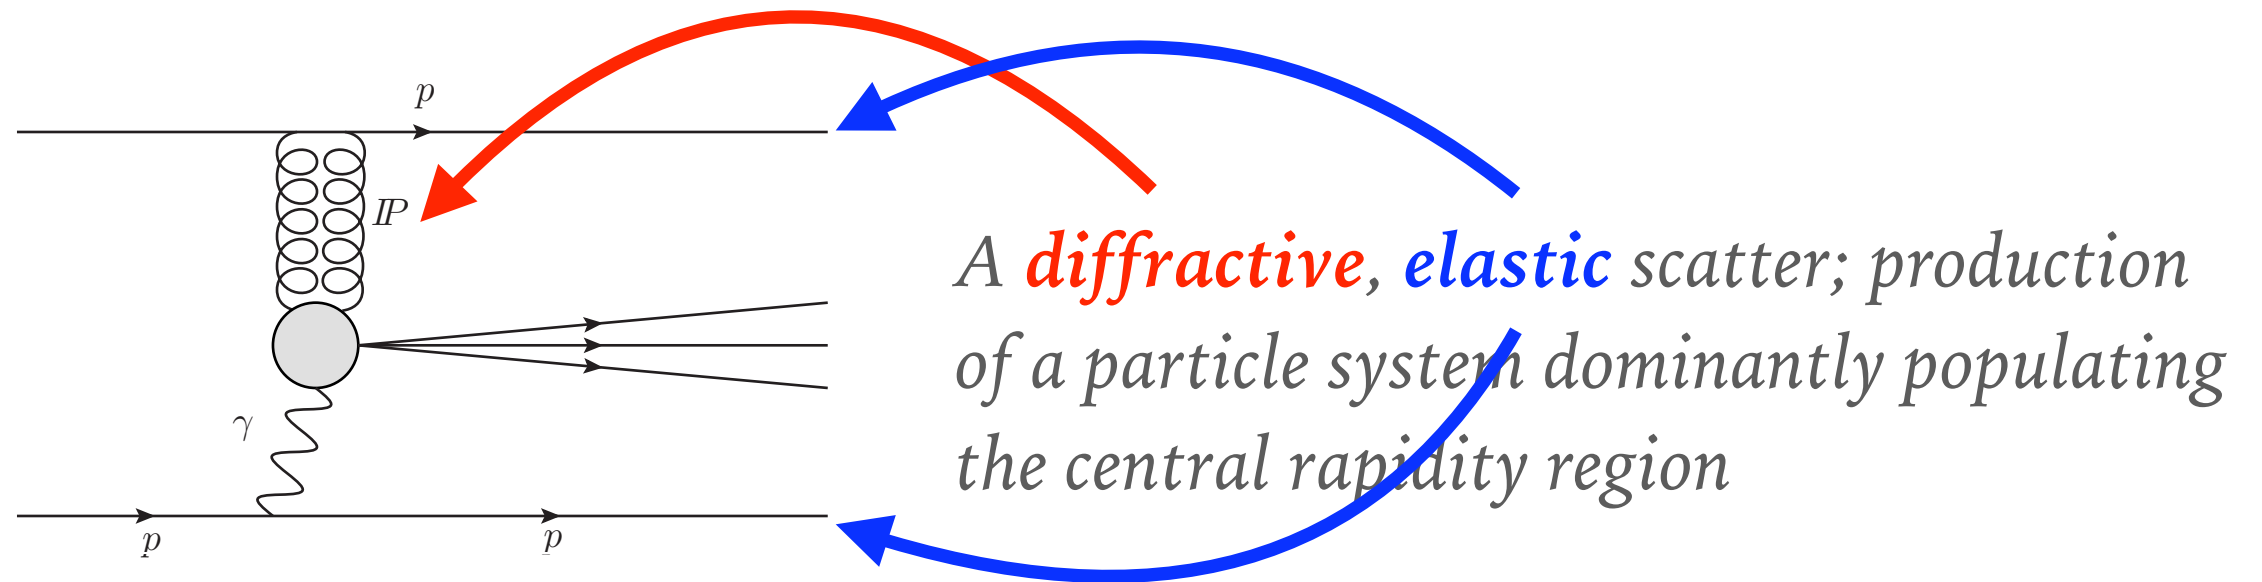 p
IP
A diffractive, elastic scatter; production
of a particle system dominantly populating
γ
the central rapidity region
p
p